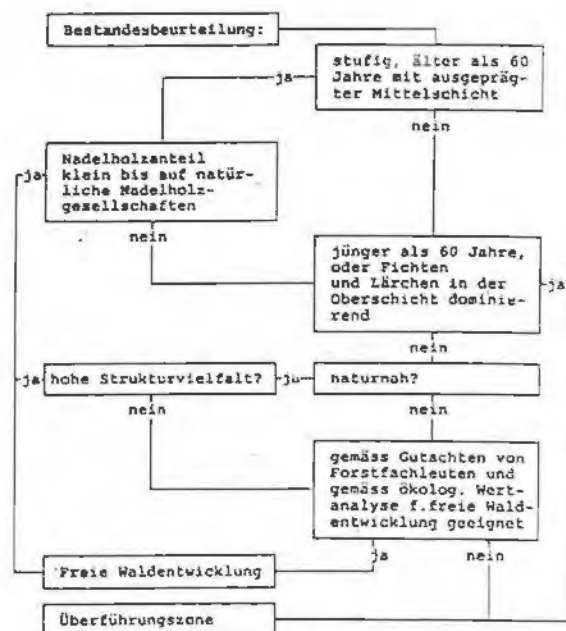 Bestandesbeurteilung:
stufig, älter als 60
Jahre mit ausgepräg-
ter Mittelschicht
ja
nein
Nadelholzanteil
klein bis auf natür-
liche Nadelholz-
gesellschaften
ja
nein
jünger als 60 Jahre,
oder Fichten
und Lärchen in der
Oberschicht dominie-
rend
ja
nein
ja
hohe Strukturvielfalt?
ja
naturnah?
nein
nein
gemäss Gutachten von
Forstfachleuten und
gemäss ökolog. Wert-
analyse f.freie Wald-
entwicklung geeignet
ja
nein
Freie Waldentwicklung
Überführungszone